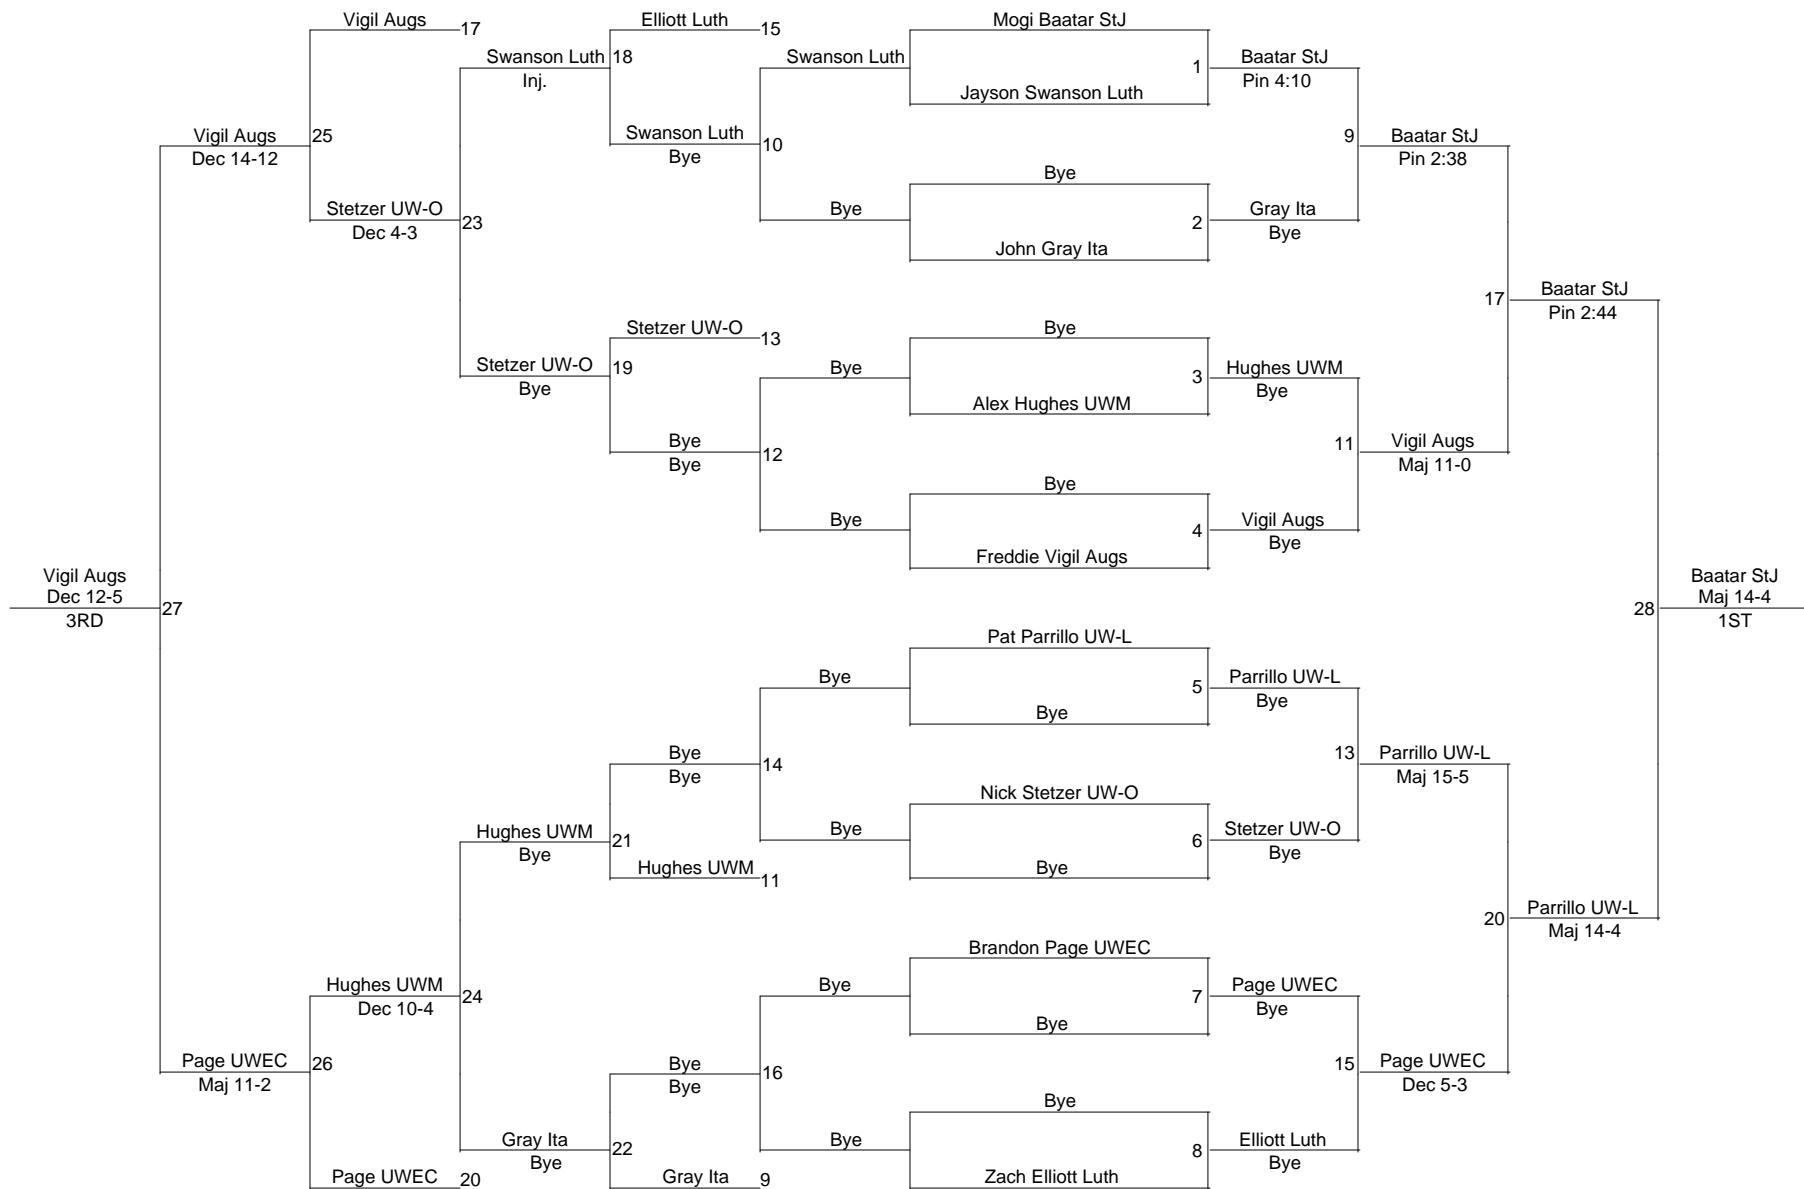 Vigil Augs
17
Elliott Luth
15
Mogi Baatar StJ
Swanson Luth
18
Inj.
Swanson Luth
1
Baatar StJ
Pin 4:10
Jayson Swanson Luth
Vigil Augs
25
Dec 14-12
Swanson Luth
10
Bye
9
Baatar StJ
Pin 2:38
Bye
Stetzer UW-O
23
Dec 4-3
Bye
2
Gray Ita
Bye
John Gray Ita
17
Baatar StJ
Pin 2:44
Stetzer UW-O
13
Bye
Stetzer UW-O
19
Bye
Bye
3
Hughes UWM
Bye
Alex Hughes UWM
Bye
12
Bye
11
Vigil Augs
Maj 11-0
Bye
Bye
4
Vigil Augs
Bye
Freddie Vigil Augs
Vigil Augs
Dec 12-5
27
3RD
28
Baatar StJ
Maj 14-4
1ST
Pat Parrillo UW-L
Bye
5
Parrillo UW-L
Bye
Bye
Bye
14
Bye
13
Parrillo UW-L
Maj 15-5
Nick Stetzer UW-O
Hughes UWM
21
Bye
Bye
6
Stetzer UW-O
Bye
Bye
Hughes UWM
11
20
Parrillo UW-L
Maj 14-4
Brandon Page UWEC
Hughes UWM
24
Dec 10-4
Bye
7
Page UWEC
Bye
Bye
Page UWEC
26
Maj 11-2
Bye
16
Bye
15
Page UWEC
Dec 5-3
Bye
Gray Ita
22
Bye
Bye
8
Elliott Luth
Bye
Page UWEC
20
Gray Ita
9
Zach Elliott Luth